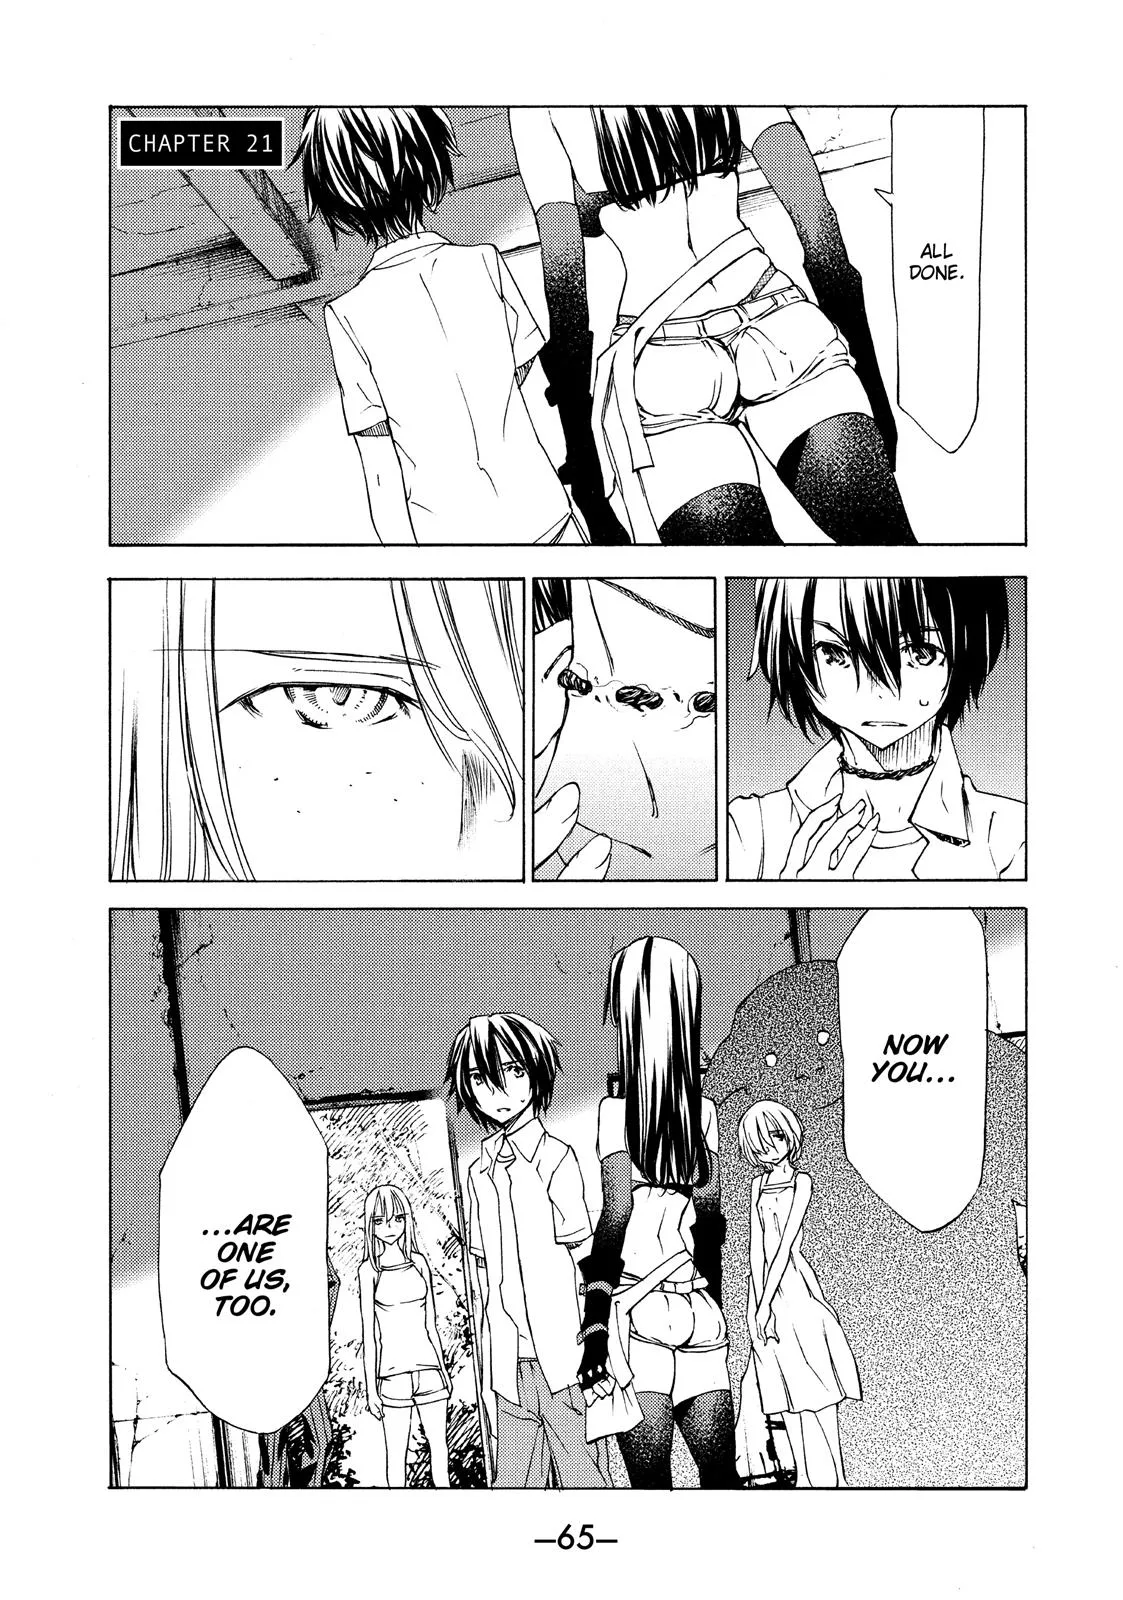 CHAPTER 21
ALL
DONE.
NOW
YOU...
...ARE
ONE
OF US,
TOO.
—65—